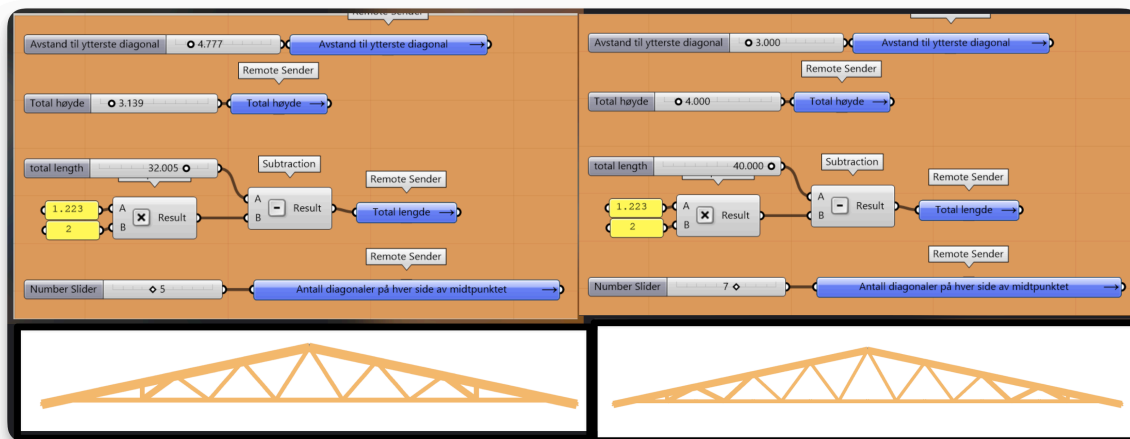 Remote Sender
Avstand til ytterste diagonal 4.777 Avstand til ytterste diagonal
Remote Sender
Total høyde 3.139 Total høyde
total length 32.005 Subtraction
Remote Sender
1.223 A Result A Result Total lengde
2 B B
Remote Sender
Number Slider 5 Antall diagonaler på hver side av midtpunktet
Avstand til ytterste diagonal 3.000 Avstand til ytterste diagonal
Remote Sender
Total høyde 4.000 Total høyde
total length 40.000 Subtraction
Remote Sender
1.223 A Result A Result Total lengde
2 B B
Remote Sender
Number Slider 7 Antall diagonaler på hver side av midtpunktet